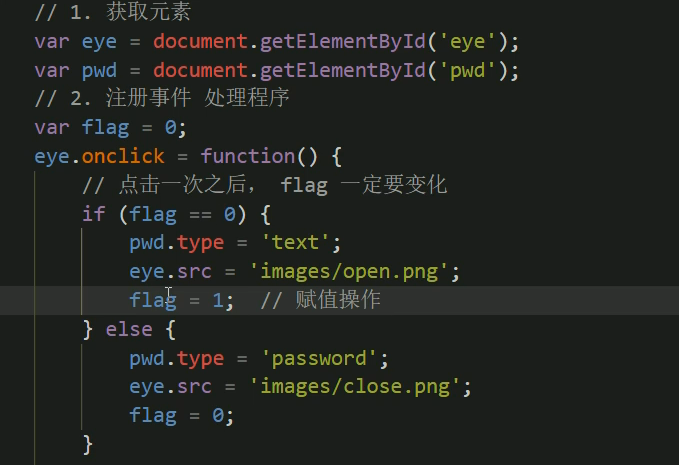 // 1. 获取元素
var eye = document.getElementById('eye');
var pwd = document.getElementById('pwd');
// 2. 注册事件 处理程序
var flag = 0;
eye.onclick = function() {
    // 点击一次之后， flag 一定要变化
    if (flag == 0) {
        pwd.type = 'text';
        eye.src = 'images/open.png';
        flag = 1;  // 赋值操作
    } else {
        pwd.type = 'password';
        eye.src = 'images/close.png';
        flag = 0;
    }